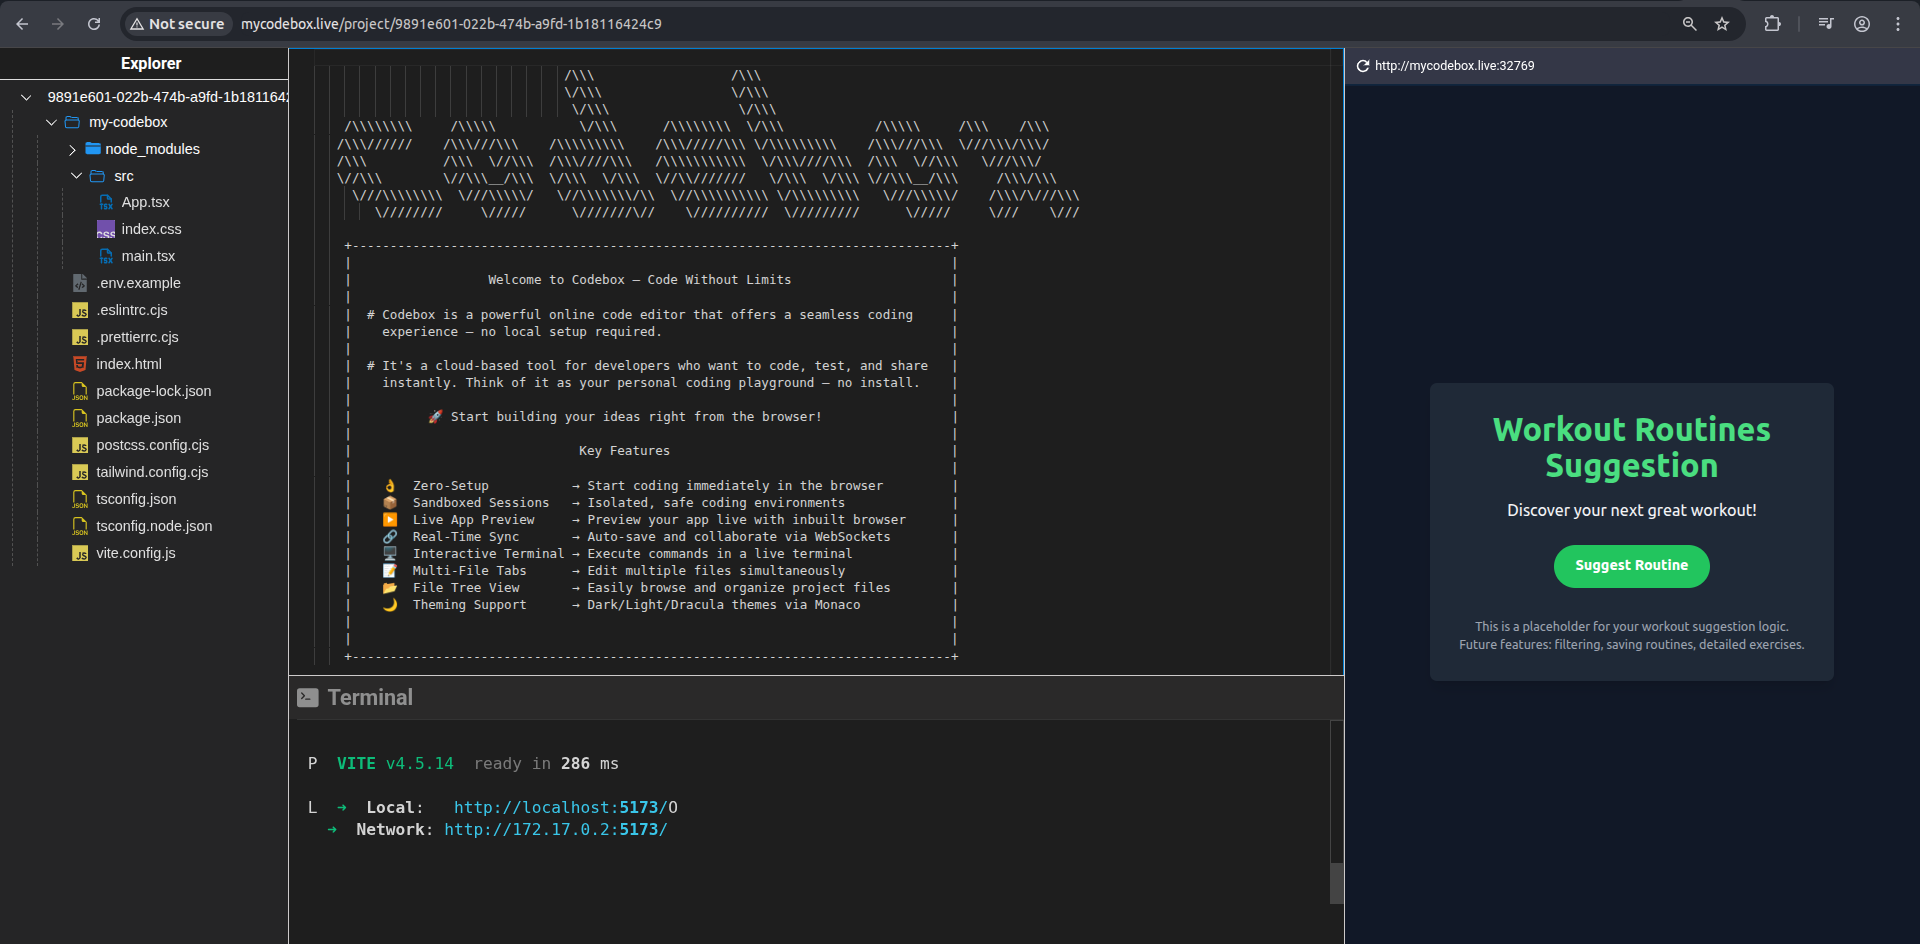 Not secure
mycodebox.live/project/9891e601-022b-474b-a9fd-1b18116424c9
Explorer
9891e601-022b-474b-a9fd-1b181164
my-codebox
node_modules
src
App.tsx
index.css
main.tsx
.env.example
.eslintrc.cjs
.prettierrc.cjs
index.html
package-lock.json
package.json
postcss.config.cjs
tailwind.config.cjs
tsconfig.json
tsconfig.node.json
vite.config.js
Codebox
Welcome to Codebox — Code Without Limits
# Codebox is a powerful online code editor that offers a seamless coding
experience — no local setup required.
# It's a cloud-based tool for developers who want to code, test, and share
instantly. Think of it as your personal coding playground — no install.
🚀 Start building your ideas right from the browser!
Key Features
👌 Zero-Setup → Start coding immediately in the browser
📦 Sandboxed Sessions → Isolated, safe coding environments
▶️ Live App Preview → Preview your app live with inbuilt browser
🔗 Real-Time Sync → Auto-save and collaborate via WebSockets
🖥️ Interactive Terminal → Execute commands in a live terminal
📝 Multi-File Tabs → Edit multiple files simultaneously
📂 File Tree View → Easily browse and organize project files
🌙 Theming Support → Dark/Light/Dracula themes via Monaco
Terminal
P VITE v4.5.14 ready in 286 ms
L ➜ Local: http://localhost:5173/O
➜ Network: http://172.17.0.2:5173/
http://mycodebox.live:32769
Workout Routines
Suggestion
Discover your next great workout!
Suggest Routine
This is a placeholder for your workout suggestion logic.
Future features: filtering, saving routines, detailed exercises.